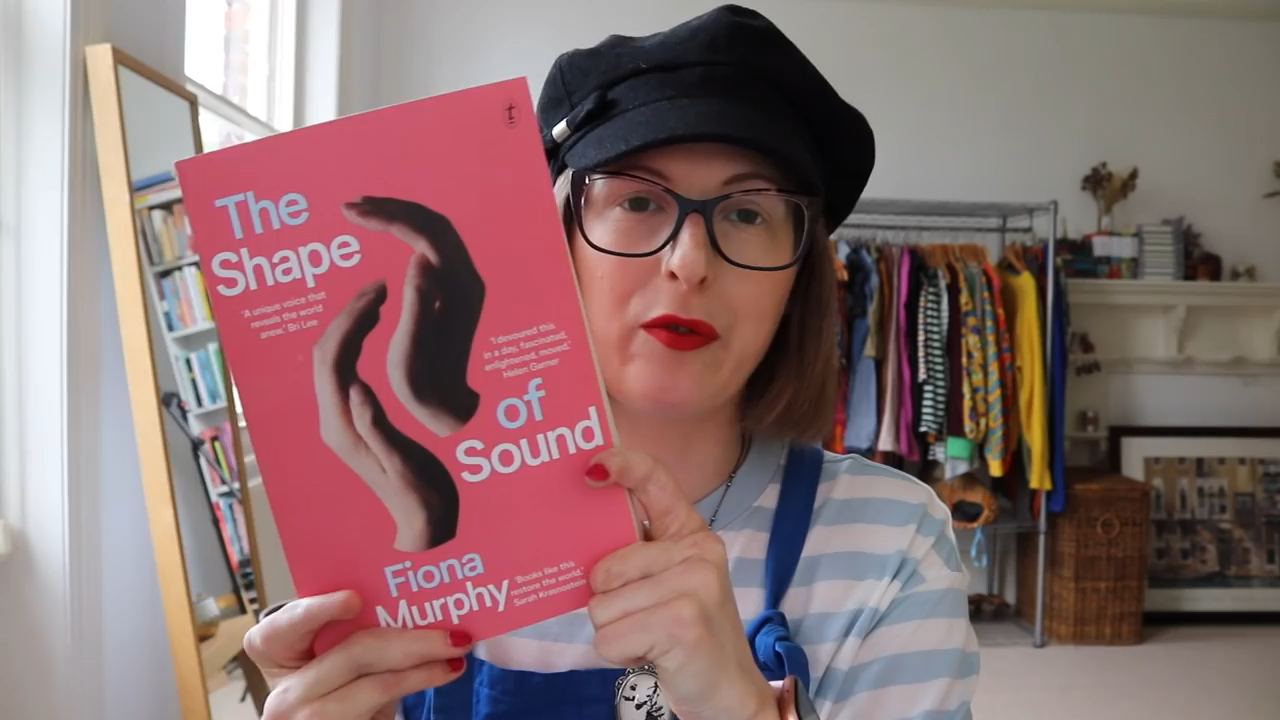 t
The
Shape
'A unique voice that
reveals the world
anew.' Bri Lee
'I devoured this
in a day, fascinated,
enlightened, moved.'
Helen Garner
of
Sound
Fiona
Murphy
'Books like this
restore the world.'
Sarah Krasnostein